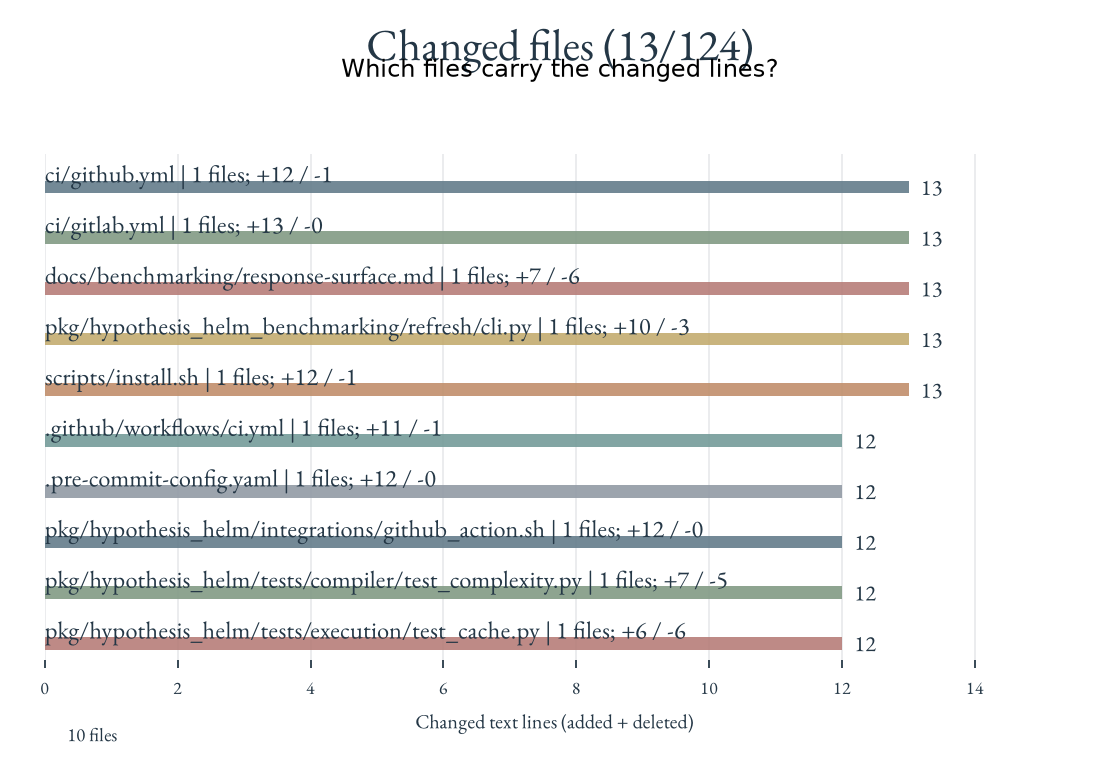 Changed files (13/124)
Which files carry the changed lines?
ci/github.yml | 1 files; +12 / -1
13
ci/gitlab.yml | 1 files; +13 / -0
13
docs/benchmarking/response-surface.md | 1 files; +7 / -6
13
pkg/hypothesis_helm_benchmarking/refresh/cli.py | 1 files; +10 / -3
13
scripts/install.sh | 1 files; +12 / -1
13
.github/workflows/ci.yml | 1 files; +11 / -1
12
.pre-commit-config.yaml | 1 files; +12 / -0
12
pkg/hypothesis_helm/integrations/github_action.sh | 1 files; +12 / -0
12
pkg/hypothesis_helm/tests/compiler/test_complexity.py | 1 files; +7 / -5
12
pkg/hypothesis_helm/tests/execution/test_cache.py | 1 files; +6 / -6
12
0 2 4 6 8 10 12 14
Changed text lines (added + deleted)
10 files